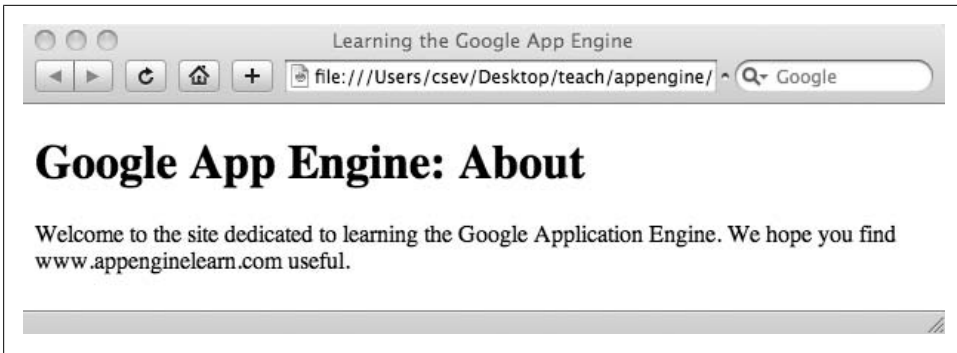 Learning the Google App Engine
file:///Users/csev/Desktop/teach/appengine/
Google
Google App Engine: About
Welcome to the site dedicated to learning the Google Application Engine. We hope you find
www.appenginelearn.com useful.